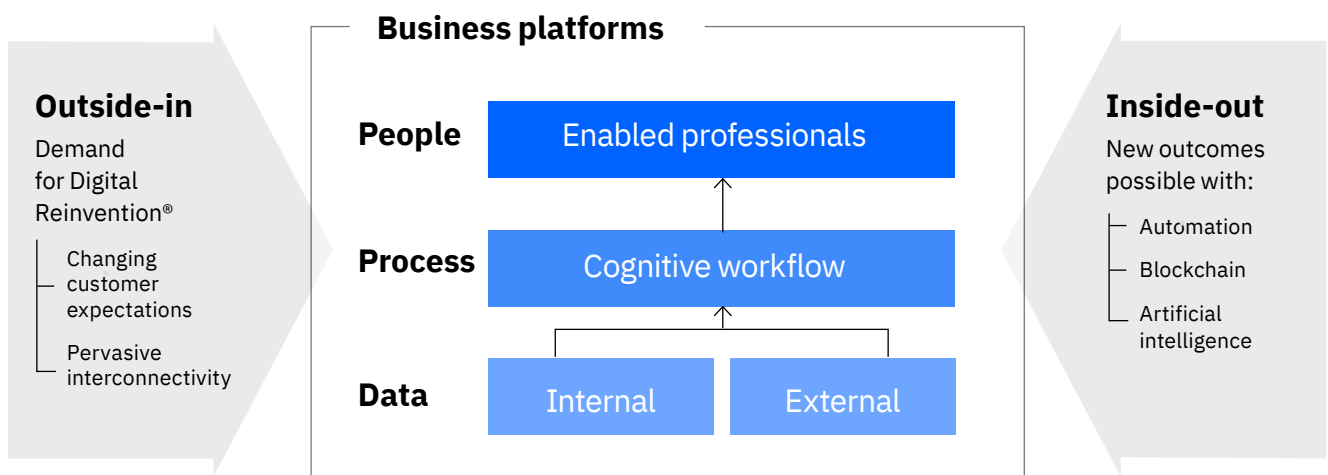 Business platforms
Outside-in
Demand
for Digital
Reinvention®
Changing
customer
expectations
Pervasive
interconnectivity
People
Enabled professionals
Process
Cognitive workflow
Data
Internal
External
Inside-out
New outcomes
possible with:
Automation
Blockchain
Artificial
intelligence